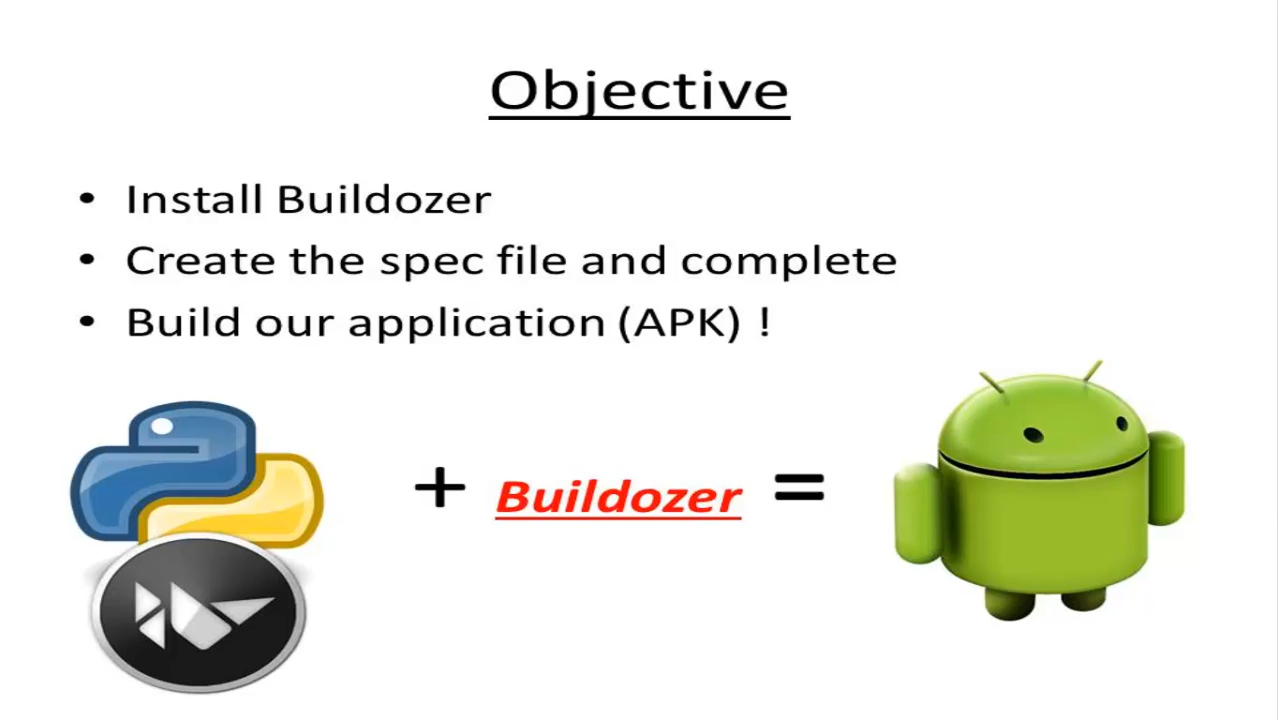 Objective
• Install Buildozer
• Create the spec file and complete
• Build our application (APK) !
+ Buildozer =